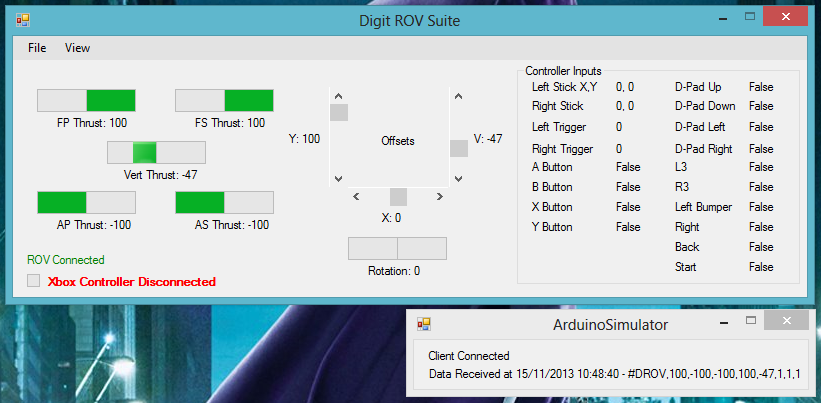 Digit ROV Suite
File View
Controller Inputs
Left Stick X,Y 0, 0 D-Pad Up False
Right Stick 0, 0 D-Pad Down False
Left Trigger 0 D-Pad Left False
Right Trigger 0 D-Pad Right False
A Button False L3 False
B Button False R3 False
X Button False Left Bumper False
Y Button False Right False
Back False
Start False
FP Thrust: 100 FS Thrust: 100
Vert Thrust: -47
AP Thrust: -100 AS Thrust: -100
Y: 100 Offsets V: -47
X: 0
Rotation: 0
ROV Connected
Xbox Controller Disconnected
ArduinoSimulator
Client Connected
Data Received at 15/11/2013 10:48:40 - #DROV,100,-100,-100,100,-47,1,1,1